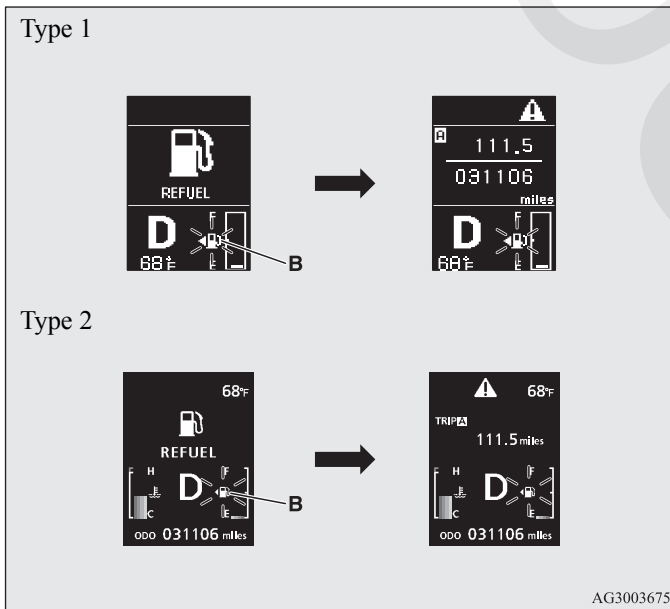 Type 1
REFUEL
D
F
E
68°F
B
A
111.5
031106
miles
D
F
E
68°F
Type 2
68°F
REFUEL
H
C
D
F
E
B
ODO 031106 miles
68°F
TRIP A
111.5 miles
H
C
D
F
E
ODO 031106 miles
AG3003675